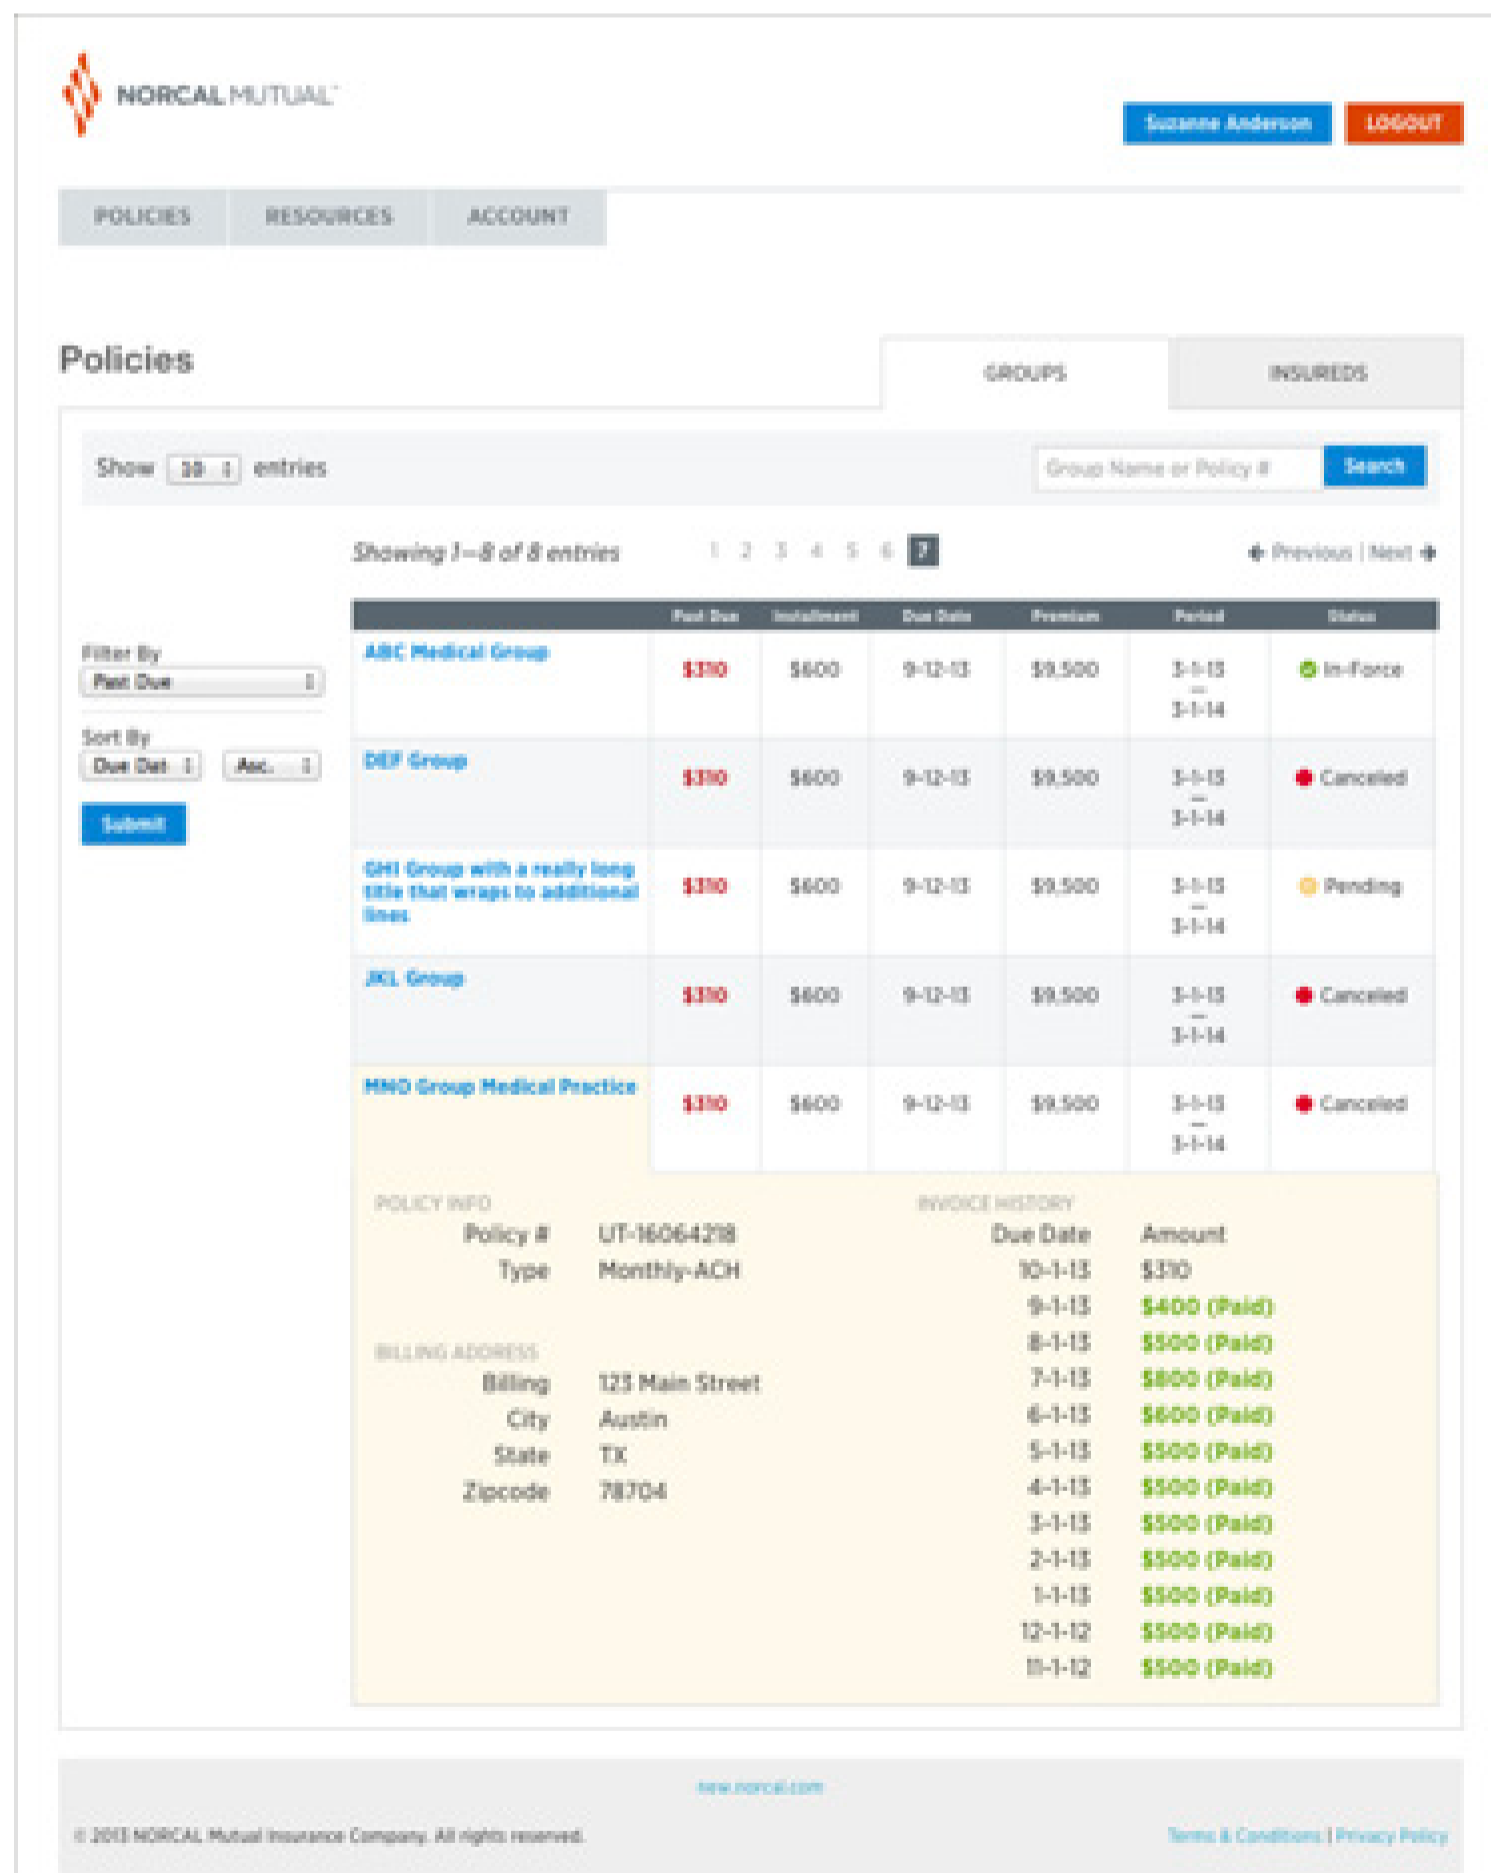 NORCAL MUTUAL
Suzanne Anderson
LOGOUT
POLICIES
RESOURCES
ACCOUNT
Policies
GROUPS
INSUREDS
Show 10 entries
Group Name or Policy #
Search
Showing 1–8 of 8 entries
1 2 3 4 5 6 7
Previous | Next
Past Due Installment Due Date Premium Period Status
Filter By
Past Due
Sort By
Due Dat
Asc.
Submit
ABC Medical Group
$310 $600 9-12-13 $9,500 3-1-13 — 3-1-14 In-Force
DEF Group
$310 $600 9-12-13 $9,500 3-1-13 — 3-1-14 Canceled
GHI Group with a really long
title that wraps to additional
lines
$310 $600 9-12-13 $9,500 3-1-13 — 3-1-14 Pending
JKL Group
$310 $600 9-12-13 $9,500 3-1-13 — 3-1-14 Canceled
MNO Group Medical Practice
$310 $600 9-12-13 $9,500 3-1-13 — 3-1-14 Canceled
POLICY INFO
Policy # UT-16064218
Type Monthly-ACH
BILLING ADDRESS
Billing 123 Main Street
City Austin
State TX
Zipcode 78704
INVOICE HISTORY
Due Date Amount
10-1-13 $310
9-1-13 $400 (Paid)
8-1-13 $500 (Paid)
7-1-13 $800 (Paid)
6-1-13 $600 (Paid)
5-1-13 $500 (Paid)
4-1-13 $500 (Paid)
3-1-13 $500 (Paid)
2-1-13 $500 (Paid)
1-1-13 $500 (Paid)
12-1-12 $500 (Paid)
11-1-12 $500 (Paid)
new.norcal.com
© 2013 NORCAL Mutual Insurance Company. All rights reserved.
Terms & Conditions | Privacy Policy